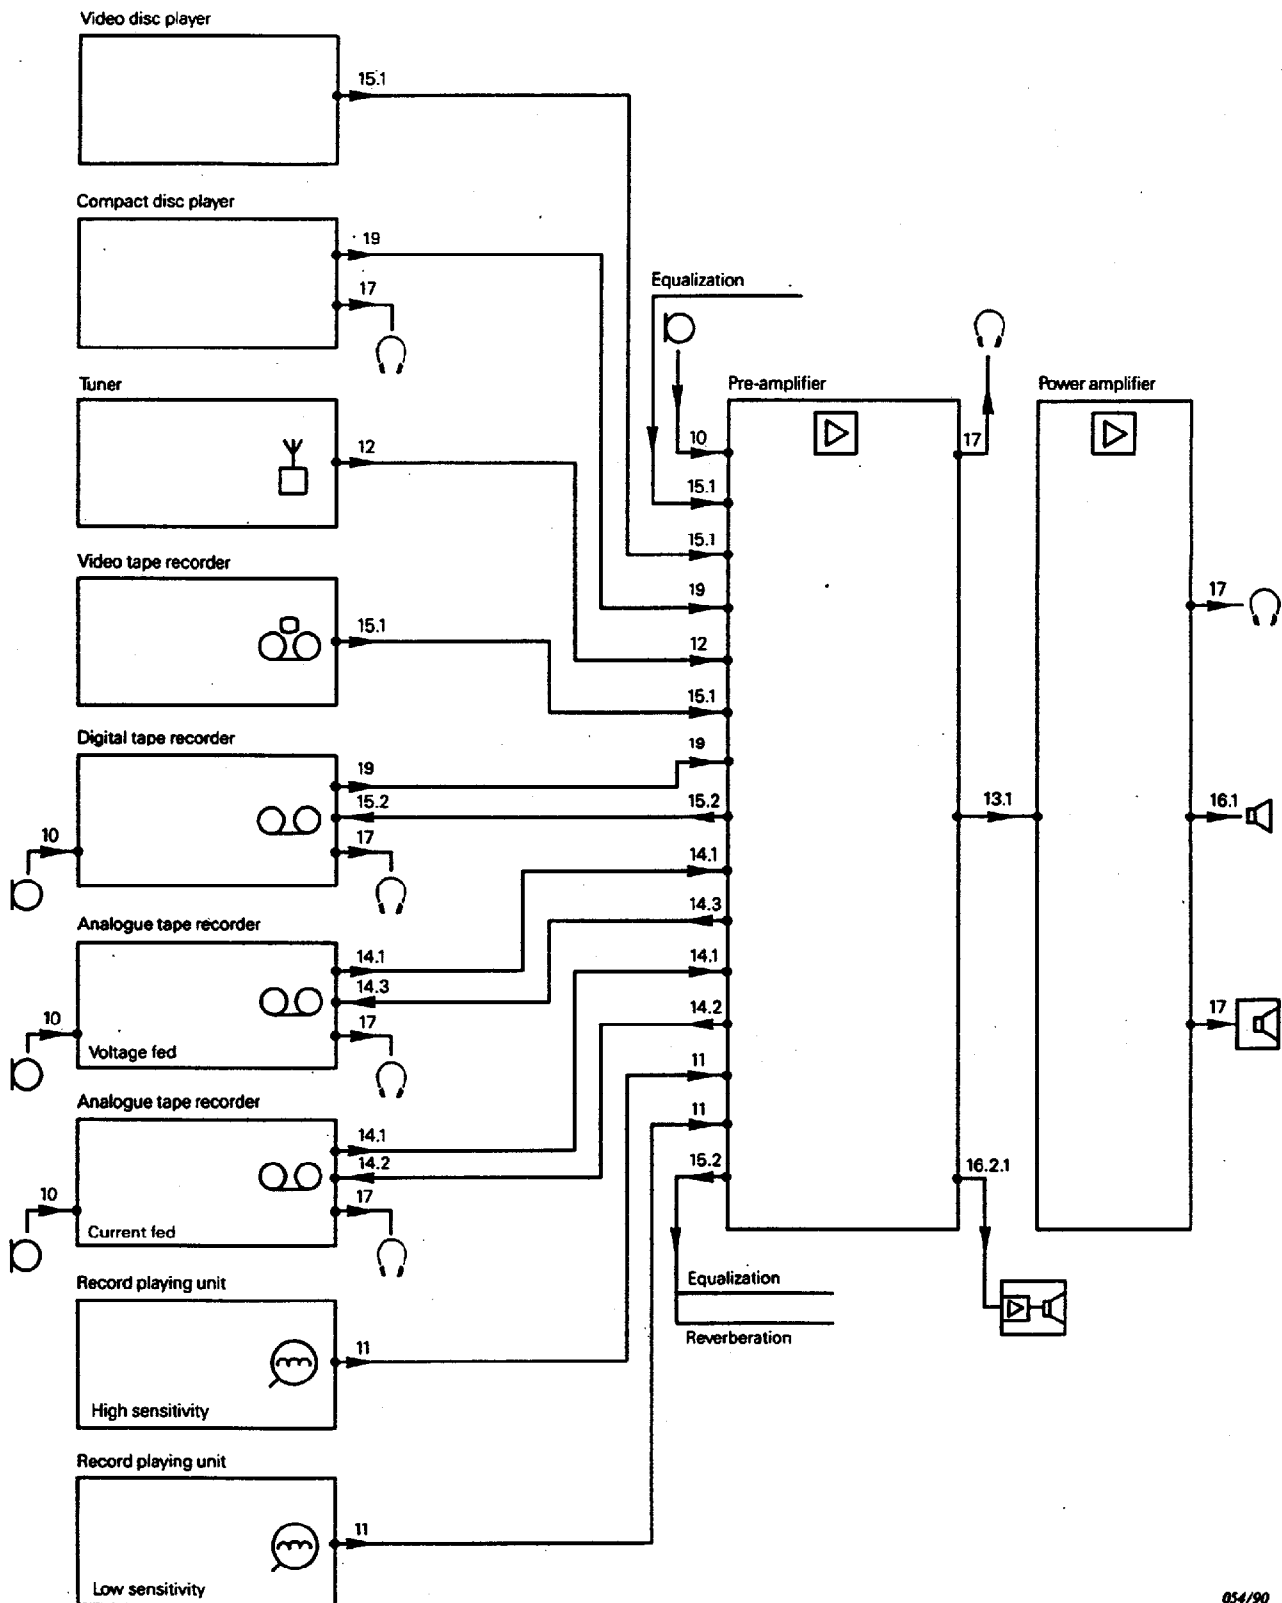 Video disc player
15.1
Compact disc player
19
17
Equalization
Tuner
12
Pre-amplifier
Power amplifier
10
17
15.1
15.1
Video tape recorder
15.1
19
17
12
15.1
Digital tape recorder
19
19
15.2
15.2
13.1
16.1
10
17
14.1
14.3
Analogue tape recorder
14.1
14.1
14.3
10
17
14.2
17
Voltage fed
11
Analogue tape recorder
11
14.1
14.2
15.2
16.2.1
10
17
Current fed
Record playing unit
Equalization
Reverberation
11
High sensitivity
Record playing unit
11
Low sensitivity
054/90